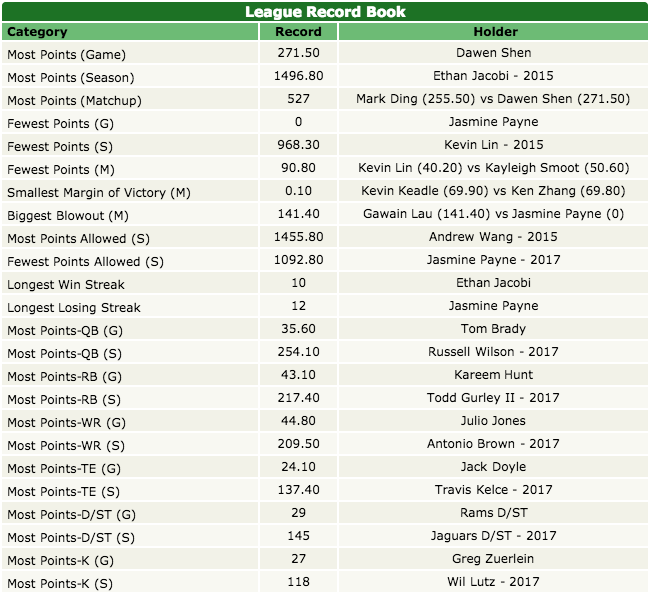 League Record Book
Category Record Holder
Most Points (Game) 271.50 Dawen Shen
Most Points (Season) 1496.80 Ethan Jacobi - 2015
Most Points (Matchup) 527 Mark Ding (255.50) vs Dawen Shen (271.50)
Fewest Points (G) 0 Jasmine Payne
Fewest Points (S) 968.30 Kevin Lin - 2015
Fewest Points (M) 90.80 Kevin Lin (40.20) vs Kayleigh Smoot (50.60)
Smallest Margin of Victory (M) 0.10 Kevin Keadle (69.90) vs Ken Zhang (69.80)
Biggest Blowout (M) 141.40 Gawain Lau (141.40) vs Jasmine Payne (0)
Most Points Allowed (S) 1455.80 Andrew Wang - 2015
Fewest Points Allowed (S) 1092.80 Jasmine Payne - 2017
Longest Win Streak 10 Ethan Jacobi
Longest Losing Streak 12 Jasmine Payne
Most Points-QB (G) 35.60 Tom Brady
Most Points-QB (S) 254.10 Russell Wilson - 2017
Most Points-RB (G) 43.10 Kareem Hunt
Most Points-RB (S) 217.40 Todd Gurley II - 2017
Most Points-WR (G) 44.80 Julio Jones
Most Points-WR (S) 209.50 Antonio Brown - 2017
Most Points-TE (G) 24.10 Jack Doyle
Most Points-TE (S) 137.40 Travis Kelce - 2017
Most Points-D/ST (G) 29 Rams D/ST
Most Points-D/ST (S) 145 Jaguars D/ST - 2017
Most Points-K (G) 27 Greg Zuerlein
Most Points-K (S) 118 Wil Lutz - 2017